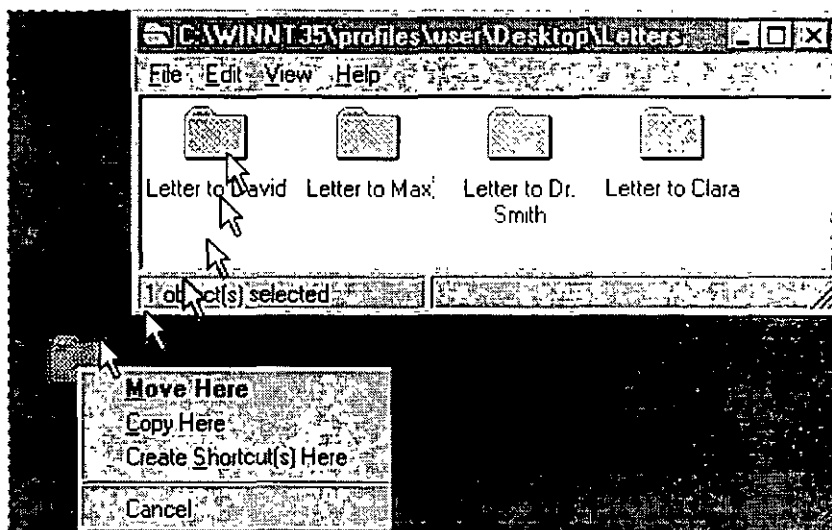 C:\WINNT35\profiles\user\Desktop\Letters
File Edit View Help
Letter to David Letter to Max Letter to Dr. Smith Letter to Clara
1 object(s) selected
Move Here
Copy Here
Create Shortcut(s) Here
Cancel